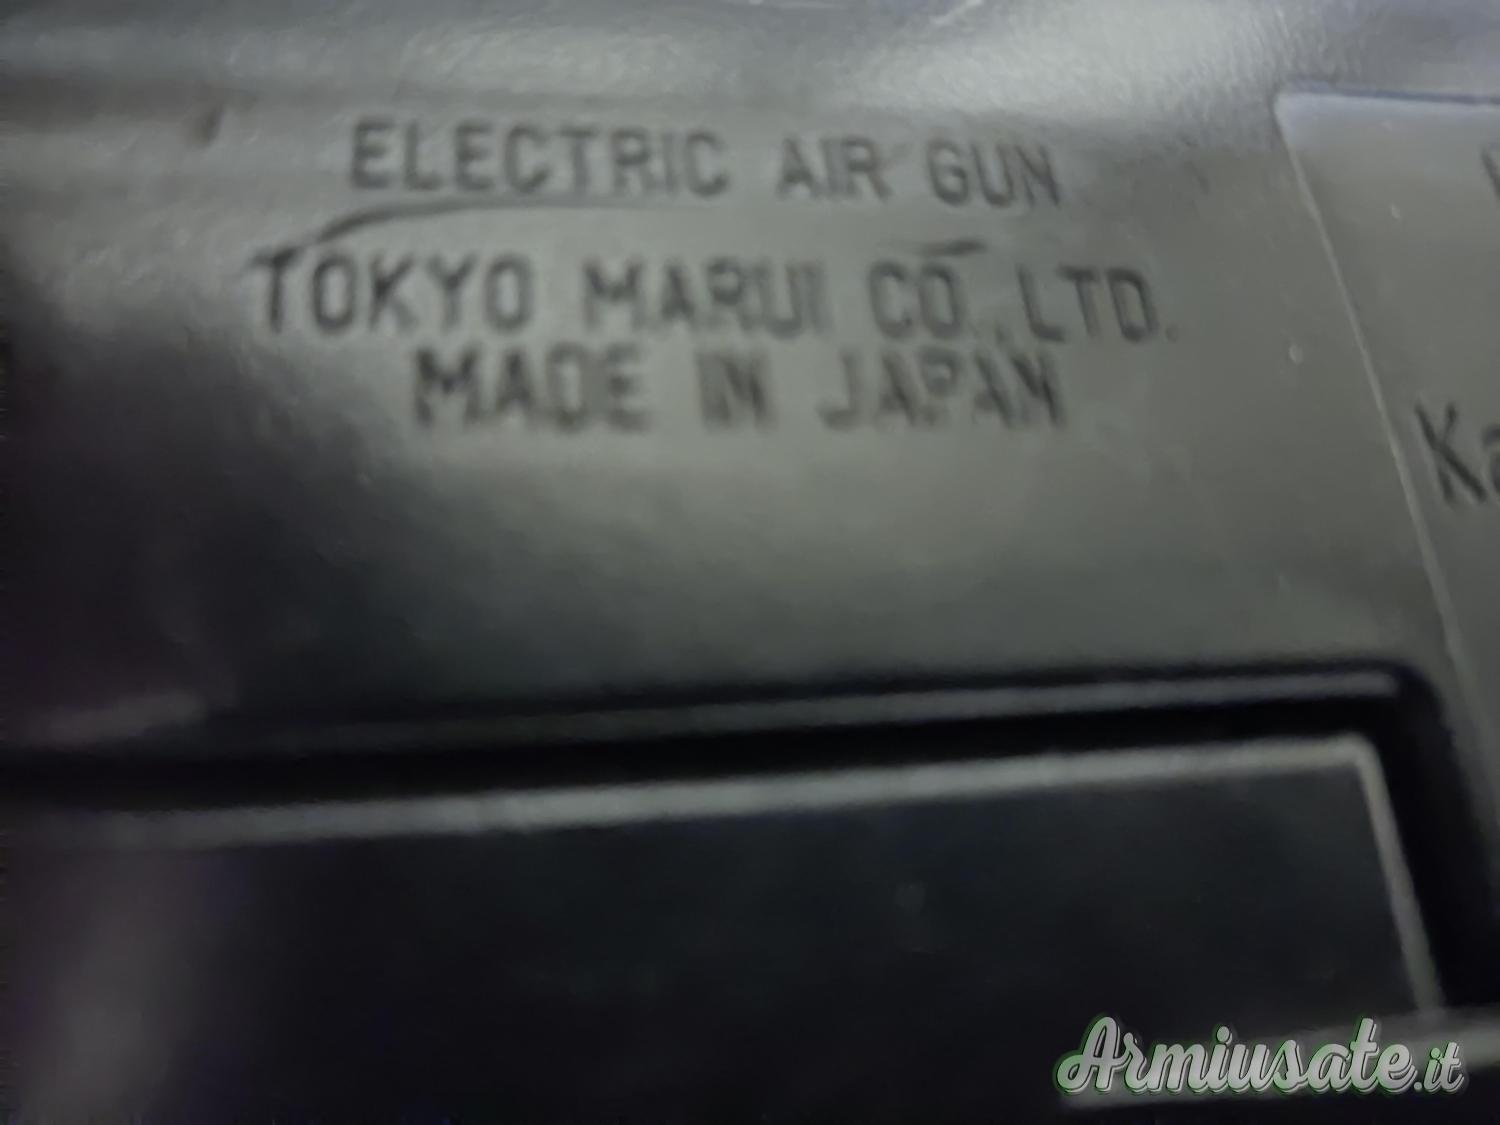 ELECTRIC AIR GUN
TOKYO MARUI CO.,LTD.
MADE IN JAPAN
Armiusate.it